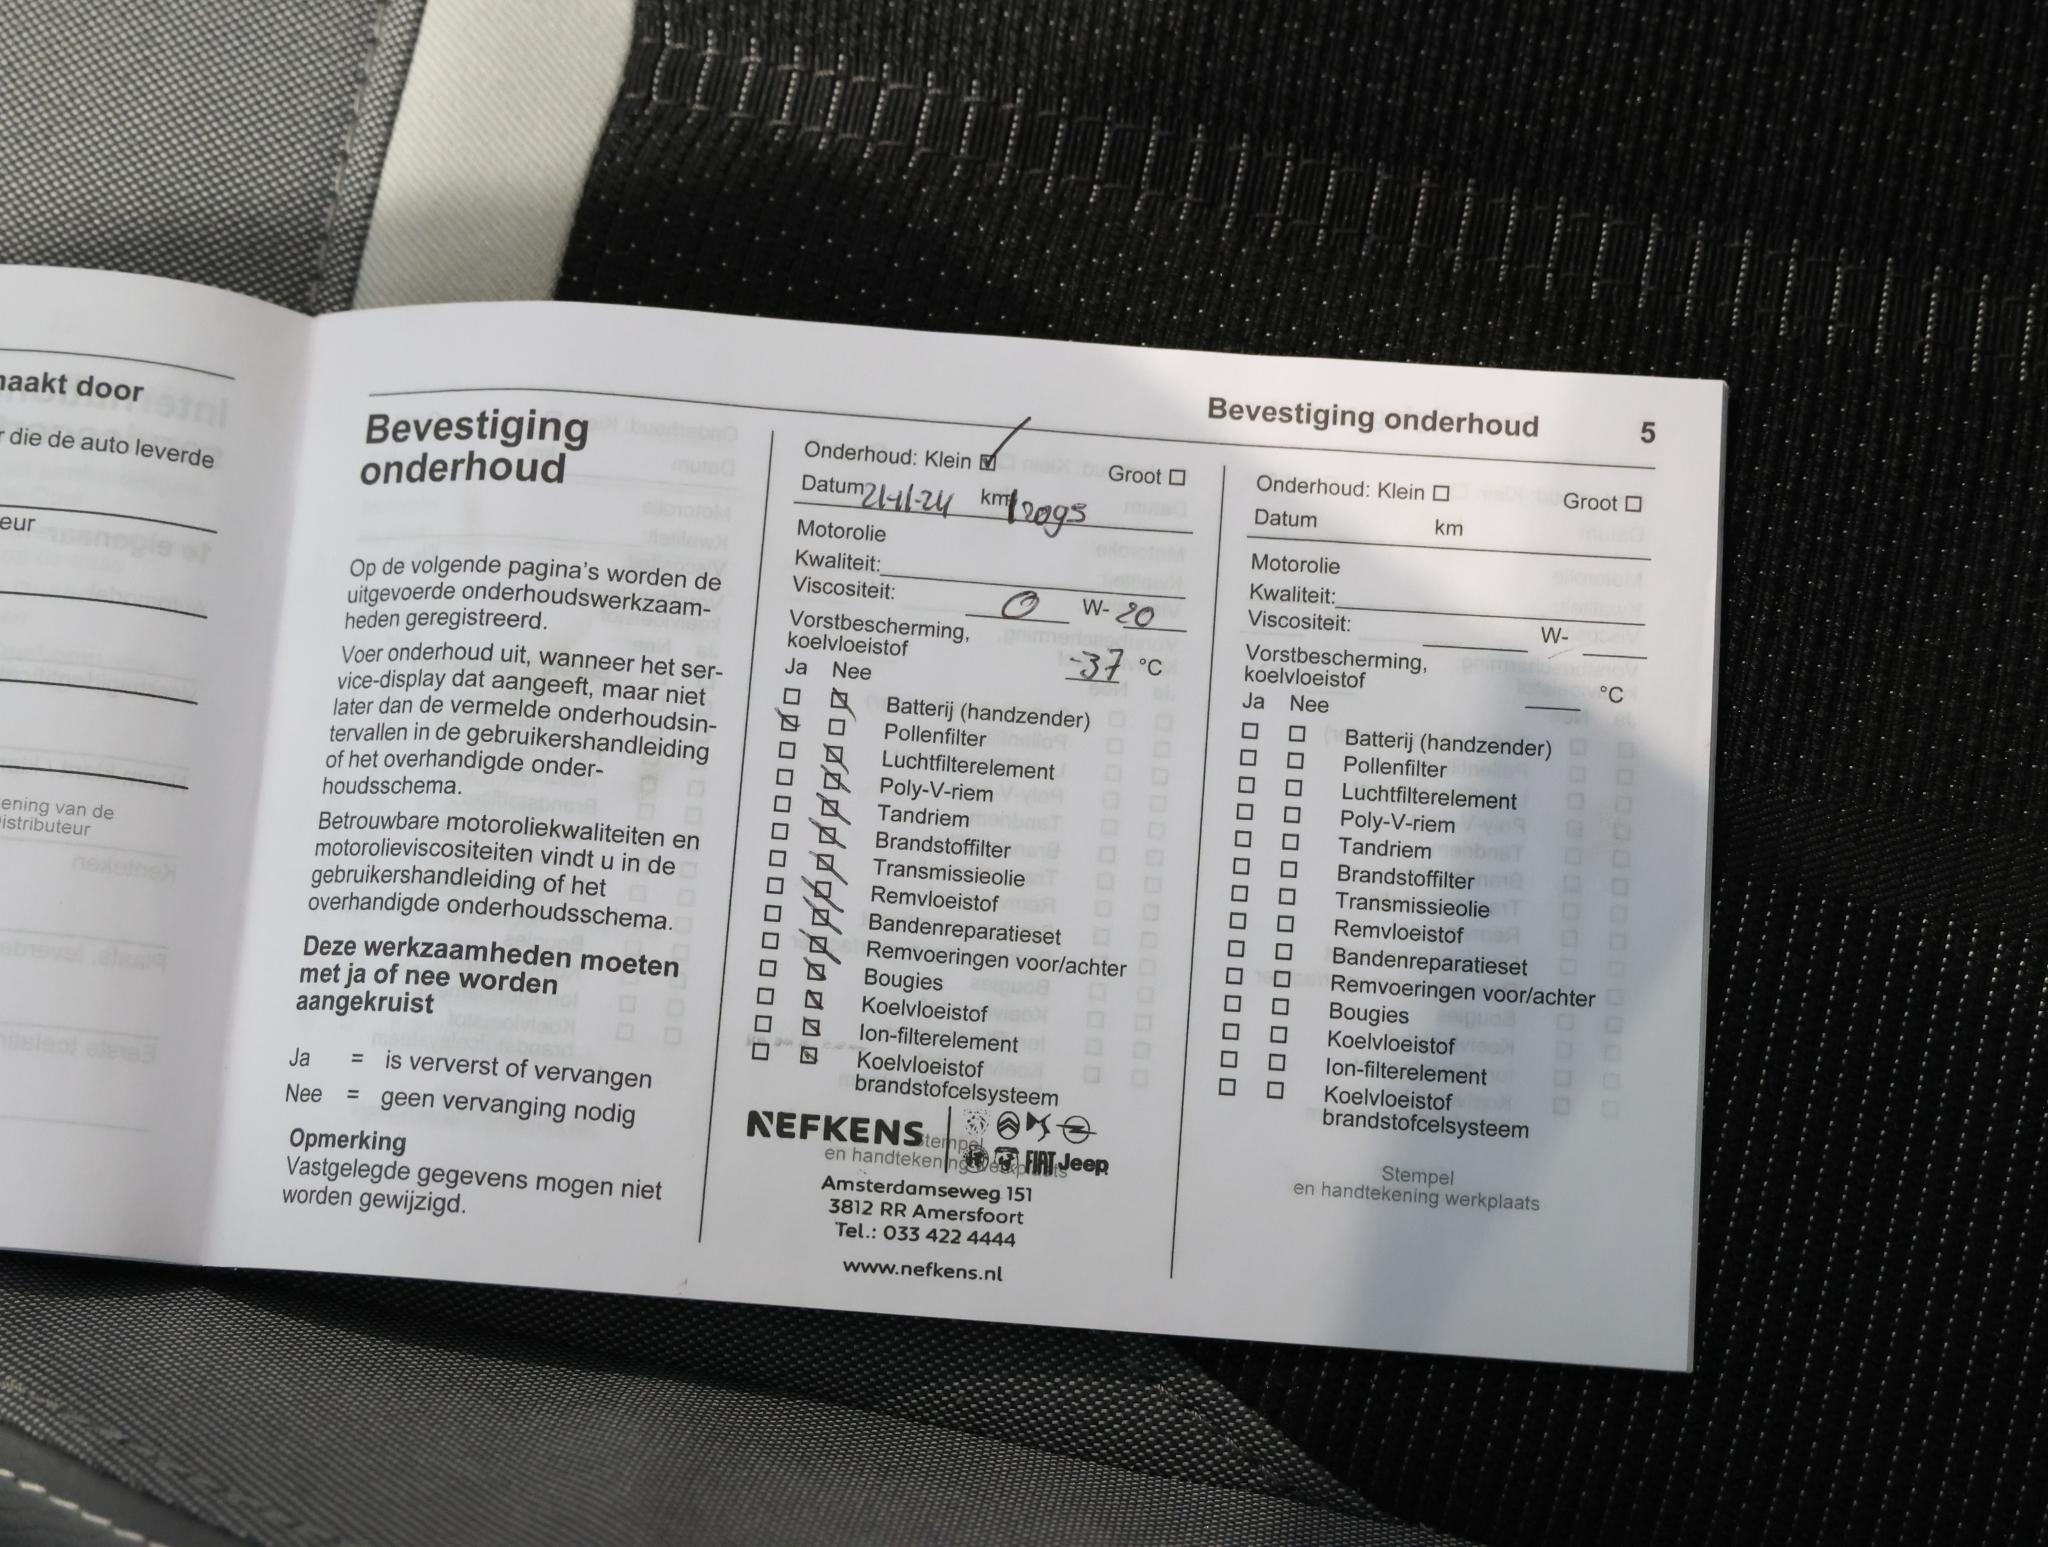 naakt door
r die de auto leverde
eur
ening van de
istributeur
Bevestiging onderhoud 5
Bevestiging
onderhoud
Op de volgende pagina's worden de
uitgevoerde onderhoudswerkzaam-
heden geregistreerd.
Voer onderhoud uit, wanneer het ser-
vice-display dat aangeeft, maar niet
later dan de vermelde onderhoudsin-
tervallen in de gebruikershandleiding
of het overhandigde onder-
houdsschema.
Betrouwbare motoroliekwaliteiten en
motorolieviscositeiten vindt u in de
gebruikershandleiding of het
overhandigde onderhoudsschema.
Deze werkzaamheden moeten
met ja of nee worden
aangekruist
Ja = is ververst of vervangen
Nee = geen vervanging nodig
Opmerking
Vastgelegde gegevens mogen niet
worden gewijzigd.
Onderhoud: Klein Groot
Datum km
Motorolie
Kwaliteit:
Viscositeit: 0 W- 20
Vorstbescherming,
koelvloeistof -37 °C
Ja Nee
Batterij (handzender)
Pollenfilter
Luchtfilterelement
Poly-V-riem
Tandriem
Brandstoffilter
Transmissieolie
Remvloeistof
Bandenreparatieset
Remvoeringen voor/achter
Bougies
Koelvloeistof
Ion-filterelement
Koelvloeistof
brandstofcelsysteem
NEFKENS
Stempel
en handtekening werkplaats
FIAT Jeep
Amsterdamseweg 151
3812 RR Amersfoort
Tel.: 033 422 4444
www.nefkens.nl
Onderhoud: Klein Groot
Datum km
Motorolie
Kwaliteit:
Viscositeit: W-
Vorstbescherming,
koelvloeistof °C
Ja Nee
Batterij (handzender)
Pollenfilter
Luchtfilterelement
Poly-V-riem
Tandriem
Brandstoffilter
Transmissieolie
Remvloeistof
Bandenreparatieset
Remvoeringen voor/achter
Bougies
Koelvloeistof
Ion-filterelement
Koelvloeistof
brandstofcelsysteem
Stempel
en handtekening werkplaats